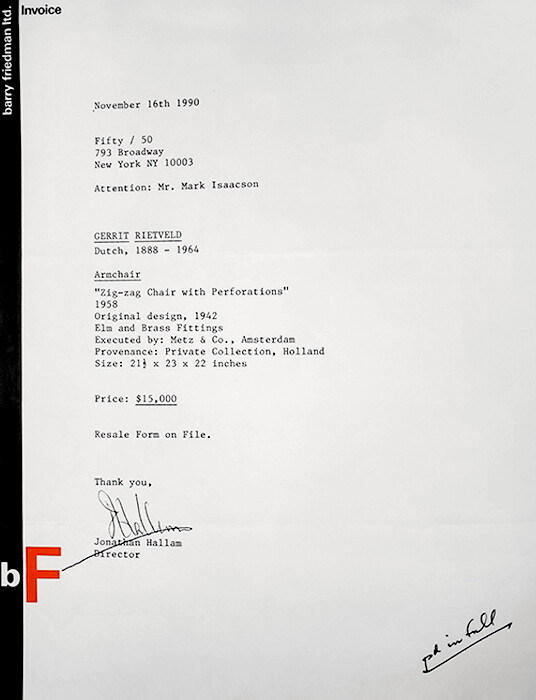 barry friedman ltd.
Invoice
November 16th 1990
Fifty / 50
793 Broadway
New York NY 10003
Attention: Mr. Mark Isaacson
GERRIT RIETVELD
Dutch, 1888 - 1964
Armchair
"Zig-zag Chair with Perforations"
1958
Original design, 1942
Elm and Brass Fittings
Executed by: Metz & Co., Amsterdam
Provenance: Private Collection, Holland
Size: 21½ x 23 x 22 inches
Price: $15,000
Resale Form on File.
Thank you,
JHallam
Jonathan Hallam
Director
bF
pd in full